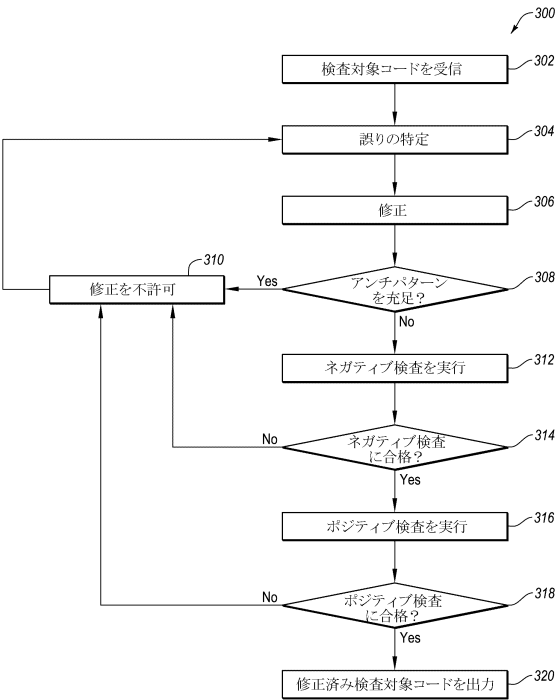 300
検査対象コードを受信
302
誤りの特定
304
修正
306
アンチパターン
を充足?
308
Yes
修正を不許可
310
No
ネガティブ検査を実行
312
ネガティブ検査
に合格?
314
No
Yes
ポジティブ検査を実行
316
ポジティブ検査
に合格?
318
No
Yes
修正済み検査対象コードを出力
320